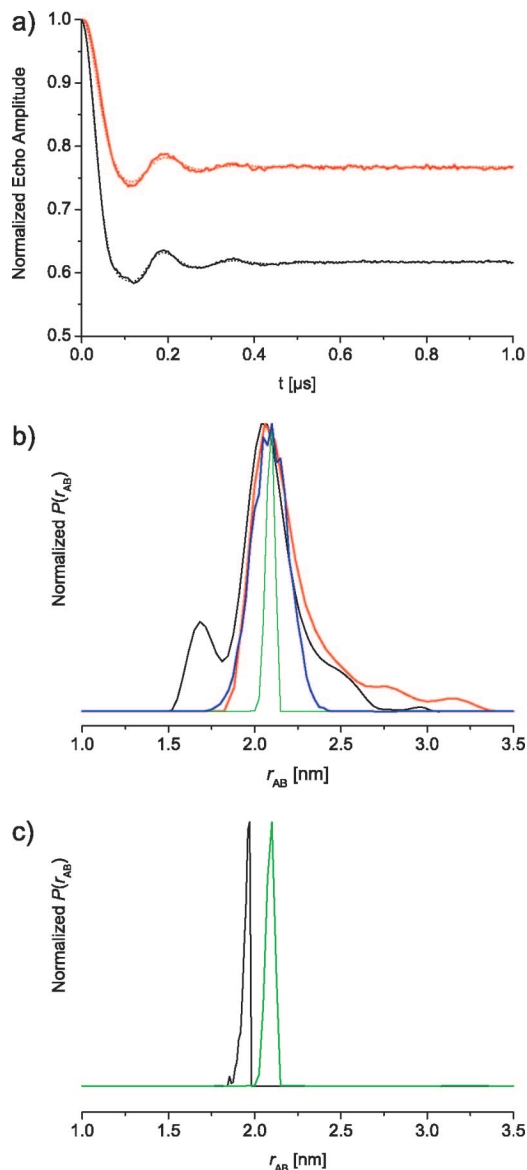 a)
Normalized Echo Amplitude
1.0
0.9
0.8
0.7
0.6
0.5
0.0 0.2 0.4 0.6 0.8 1.0
t [µs]
b)
Normalized P(rAB)
1.0 1.5 2.0 2.5 3.0 3.5
rAB [nm]
c)
Normalized P(rAB)
1.0 1.5 2.0 2.5 3.0 3.5
rAB [nm]